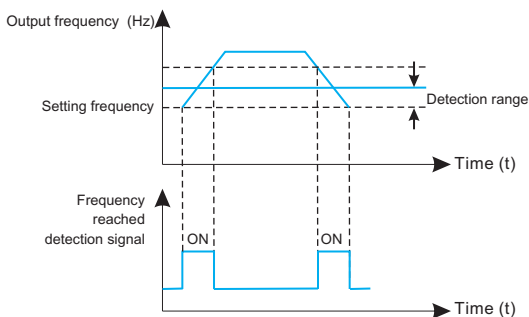 Output frequency (Hz)
Setting frequency
Detection range
Time (t)
Frequency
reached
detection signal
ON
ON
Time (t)